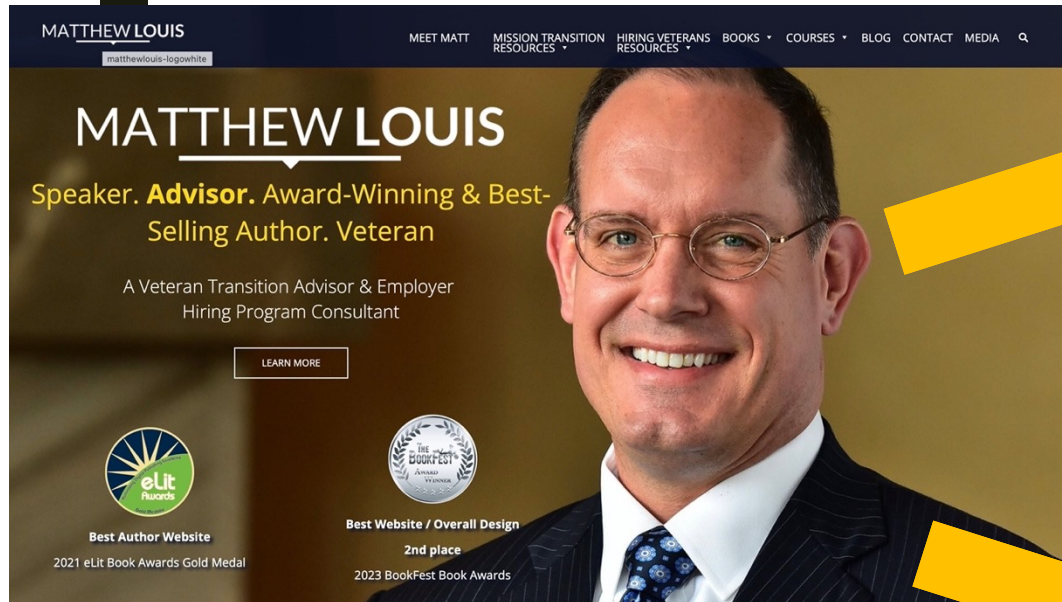 MATTHEW LOUIS
matthewlouis-logowhite
MEET MATT
MISSION TRANSITION
RESOURCES
HIRING VETERANS
RESOURCES
BOOKS
COURSES
BLOG
CONTACT
MEDIA
MATTHEW LOUIS
Speaker. Advisor. Award-Winning & Best-
Selling Author. Veteran
A Veteran Transition Advisor & Employer
Hiring Program Consultant
LEARN MORE
eLit
Awards
THE
BOOKFEST
AWARD
WINNER
Best Author Website
2021 eLit Book Awards Gold Medal
Best Website / Overall Design
2nd place
2023 BookFest Book Awards